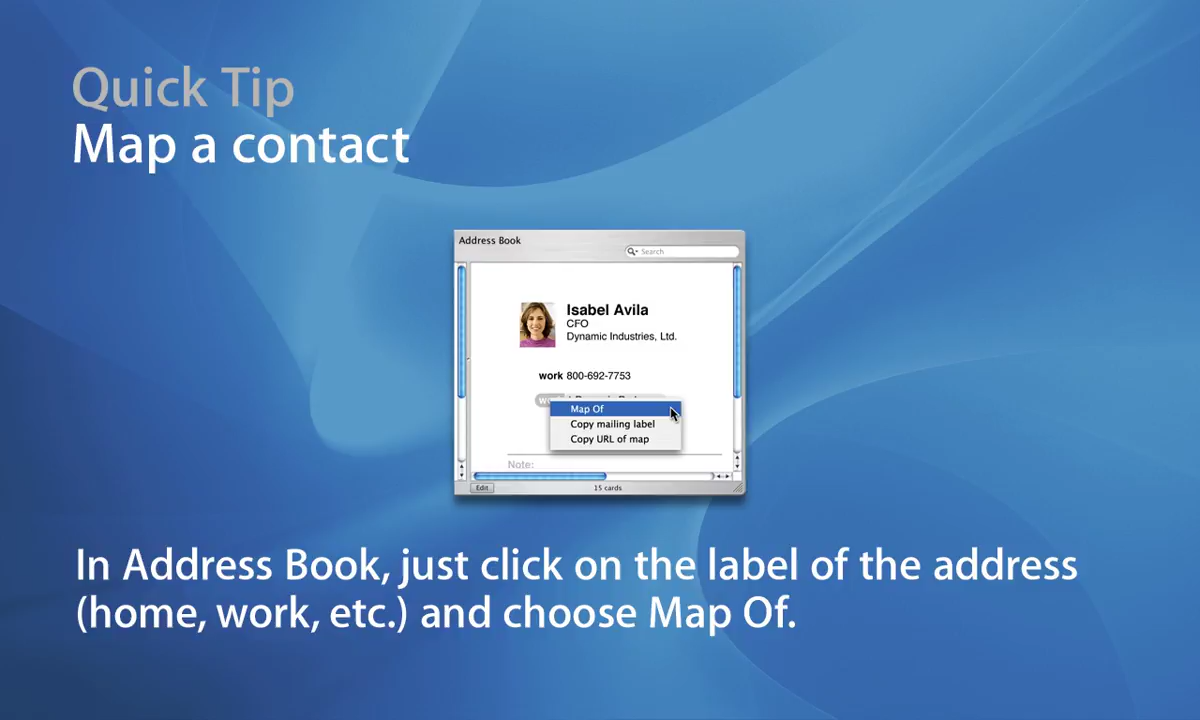 Quick Tip
Map a contact
Address Book
Search
Isabel Avila
CFO
Dynamic Industries, Ltd.
work 800-692-7753
Map Of
Copy mailing label
Copy URL of map
Note:
Edit
15 cards
In Address Book, just click on the label of the address
(home, work, etc.) and choose Map Of.